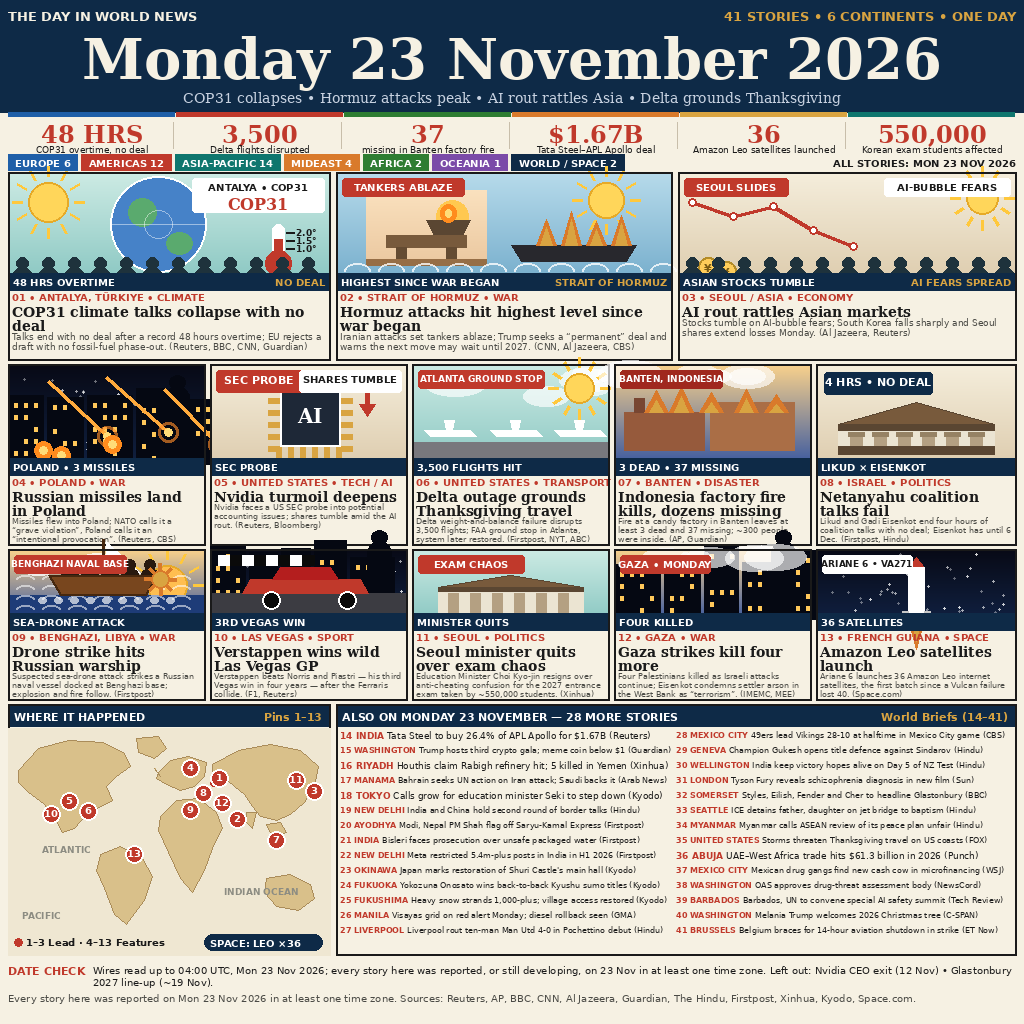 THE DAY IN WORLD NEWS
41 STORIES • 6 CONTINENTS • ONE DAY
Monday 23 November 2026
COP31 collapses • Hormuz attacks peak • AI rout rattles Asia • Delta grounds Thanksgiving
48 HRS
COP31 overtime, no deal
3,500
Delta flights disrupted
37
missing in Banten factory fire
$1.67B
Tata Steel–APL Apollo deal
36
Amazon Leo satellites launched
550,000
Korean exam students affected
EUROPE 6
AMERICAS 12
ASIA-PACIFIC 14
MIDEAST 4
AFRICA 2
OCEANIA 1
WORLD / SPACE 2
ALL STORIES: MON 23 NOV 2026
ANTALYA • COP31
COP31
2.0°
1.5°
1.0°
48 HRS OVERTIME
NO DEAL
01 • ANTALYA, TÜRKIYE • CLIMATE
COP31 climate talks collapse with no
deal
Talks end with no deal after a record 48 hours overtime; EU rejects a
draft with no fossil-fuel phase-out. (Reuters, BBC, CNN, Guardian)
TANKERS ABLAZE
HIGHEST SINCE WAR BEGAN
STRAIT OF HORMUZ
02 • STRAIT OF HORMUZ • WAR
Hormuz attacks hit highest level since
war began
Iranian attacks set tankers ablaze; Trump seeks a “permanent” deal and
warns the next move may wait until 2027. (CNN, Al Jazeera, CBS)
SEOUL SLIDES
AI-BUBBLE FEARS
¥
ASIAN STOCKS TUMBLE
AI FEARS SPREAD
03 • SEOUL / ASIA • ECONOMY
AI rout rattles Asian markets
Stocks tumble on AI-bubble fears; South Korea falls sharply and Seoul
shares extend losses Monday. (Al Jazeera, Reuters)
POLAND • 3 MISSILES
04 • POLAND • WAR
Russian missiles land
in Poland
Missiles flew into Poland; NATO calls it a
“grave violation”, Poland calls it an
“intentional provocation”. (Reuters, CBS)
SEC PROBE
SHARES TUMBLE
AI
SEC PROBE
05 • UNITED STATES • TECH / AI
Nvidia turmoil deepens
Nvidia faces a US SEC probe into potential
accounting issues; shares tumble amid the AI
rout. (Reuters, Bloomberg)
ATLANTA GROUND STOP
3,500 FLIGHTS HIT
06 • UNITED STATES • TRANSPORT
Delta outage grounds
Thanksgiving travel
Delta weight-and-balance failure disrupts
3,500 flights; FAA ground stop in Atlanta,
system later restored. (Firstpost, NYT, ABC)
BANTEN, INDONESIA
3 DEAD • 37 MISSING
07 • BANTEN • DISASTER
Indonesia factory fire
kills, dozens missing
Fire at a candy factory in Banten leaves at
least 3 dead and 37 missing; ~300 people
were inside. (AP, Guardian)
4 HRS • NO DEAL
LIKUD × EISENKOT
08 • ISRAEL • POLITICS
Netanyahu coalition
talks fail
Likud and Gadi Eisenkot end four hours of
coalition talks with no deal; Eisenkot has until 6
Dec. (Firstpost, Hindu)
BENGHAZI NAVAL BASE
SEA-DRONE ATTACK
09 • BENGHAZI, LIBYA • WAR
Drone strike hits
Russian warship
Suspected sea-drone attack strikes a Russian
naval vessel docked at Benghazi base;
explosion and fire follow. (Firstpost)
3RD VEGAS WIN
10 • LAS VEGAS • SPORT
Verstappen wins wild
Las Vegas GP
Verstappen beats Norris and Piastri — his third
Vegas win in four years — after the Ferraris
collide. (F1, Reuters)
EXAM CHAOS
MINISTER QUITS
11 • SEOUL • POLITICS
Seoul minister quits
over exam chaos
Education Minister Choi Kyo-jin resigns over
anti-cheating confusion for the 2027 entrance
exam taken by ~550,000 students. (Xinhua)
GAZA • MONDAY
FOUR KILLED
12 • GAZA • WAR
Gaza strikes kill four
more
Four Palestinians killed as Israeli attacks
continue; Eisenkot condemns settler arson in
the West Bank as “terrorism”. (IMEMC, MEE)
ARIANE 6 • VA271
36 SATELLITES
13 • FRENCH GUIANA • SPACE
Amazon Leo satellites
launch
Ariane 6 launches 36 Amazon Leo internet
satellites, the first batch since a Vulcan failure
lost 40. (Space.com)
WHERE IT HAPPENED
Pins 1–13
4
1
8
9
12
2
11
3
5
10
6
7
13
ATLANTIC
INDIAN OCEAN
PACIFIC
1–3 Lead · 4–13 Features
SPACE: LEO ×36
ALSO ON MONDAY 23 NOVEMBER — 28 MORE STORIES
World Briefs (14–41)
14 INDIA Tata Steel to buy 26.4% of APL Apollo for $1.67B (Reuters)
15 WASHINGTON Trump hosts third crypto gala; meme coin below $1 (Guardian)
16 RIYADH Houthis claim Rabigh refinery hit; 5 killed in Yemen (Xinhua)
17 MANAMA Bahrain seeks UN action on Iran attack; Saudi backs it (Arab News)
18 TOKYO Calls grow for education minister Seki to step down (Kyodo)
19 NEW DELHI India and China hold second round of border talks (Hindu)
20 AYODHYA Modi, Nepal PM Shah flag off Saryu-Kamal Express (Firstpost)
21 INDIA Bisleri faces prosecution over unsafe packaged water (Firstpost)
22 NEW DELHI Meta restricted 5.4m-plus posts in India in H1 2026 (Firstpost)
23 OKINAWA Japan marks restoration of Shuri Castle's main hall (Kyodo)
24 FUKUOKA Yokozuna Onosato wins back-to-back Kyushu sumo titles (Kyodo)
25 FUKUSHIMA Heavy snow strands 1,000-plus; village access restored (Kyodo)
26 MANILA Visayas grid on red alert Monday; diesel rollback seen (GMA)
27 LIVERPOOL Liverpool rout ten-man Man Utd 4-0 in Pochettino debut (Hindu)
28 MEXICO CITY 49ers lead Vikings 28-10 at halftime in Mexico City game (CBS)
29 GENEVA Champion Gukesh opens title defence against Sindarov (Hindu)
30 WELLINGTON India keep victory hopes alive on Day 5 of NZ Test (Hindu)
31 LONDON Tyson Fury reveals schizophrenia diagnosis in new film (Sun)
32 SOMERSET Styles, Eilish, Fender and Cher to headline Glastonbury (BBC)
33 SEATTLE ICE detains father, daughter on jet bridge to baptism (Hindu)
34 MYANMAR Myanmar calls ASEAN review of its peace plan unfair (Hindu)
35 UNITED STATES Storms threaten Thanksgiving travel on US coasts (FOX)
36 ABUJA UAE–West Africa trade hits $61.3 billion in 2026 (Punch)
37 MEXICO CITY Mexican drug gangs find new cash cow in microfinancing (WSJ)
38 WASHINGTON OAS approves drug-threat assessment body (NewsCord)
39 BARBADOS Barbados, UN to convene special AI safety summit (Tech Review)
40 WASHINGTON Melania Trump welcomes 2026 Christmas tree (C-SPAN)
41 BRUSSELS Belgium braces for 14-hour aviation shutdown in strike (ET Now)
DATE CHECK
Wires read up to 04:00 UTC, Mon 23 Nov 2026; every story here was reported, or still developing, on 23 Nov in at least one time zone. Left out: Nvidia CEO exit (12 Nov) • Glastonbury
2027 line-up (~19 Nov).
Every story here was reported on Mon 23 Nov 2026 in at least one time zone. Sources: Reuters, AP, BBC, CNN, Al Jazeera, Guardian, The Hindu, Firstpost, Xinhua, Kyodo, Space.com.